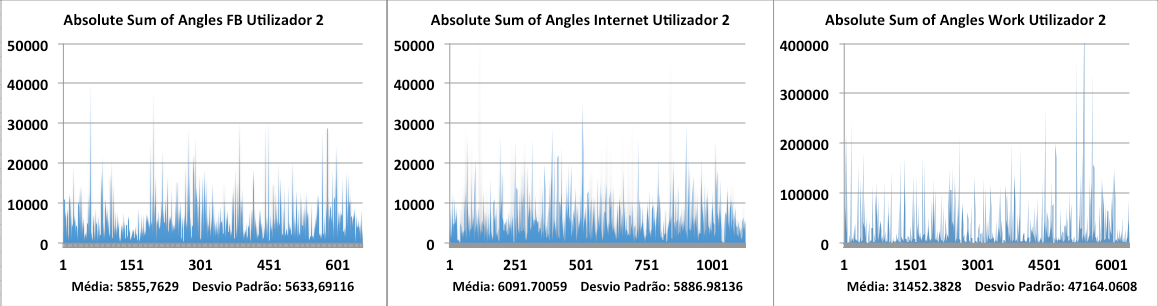 Absolute Sum of Angles FB Utilizador 2
50000
40000
30000
20000
10000
0
1 151 301 451 601
Média: 5855,7629 Desvio Padrão: 5633,69116
Absolute Sum of Angles Internet Utilizador 2
50000
40000
30000
20000
10000
0
1 251 501 751 1001
Média: 6091.70059 Desvio Padrão: 5886.98136
Absolute Sum of Angles Work Utilizador 2
400000
300000
200000
100000
0
1 1501 3001 4501 6001
Média: 31452.3828 Desvio Padrão: 47164.0608